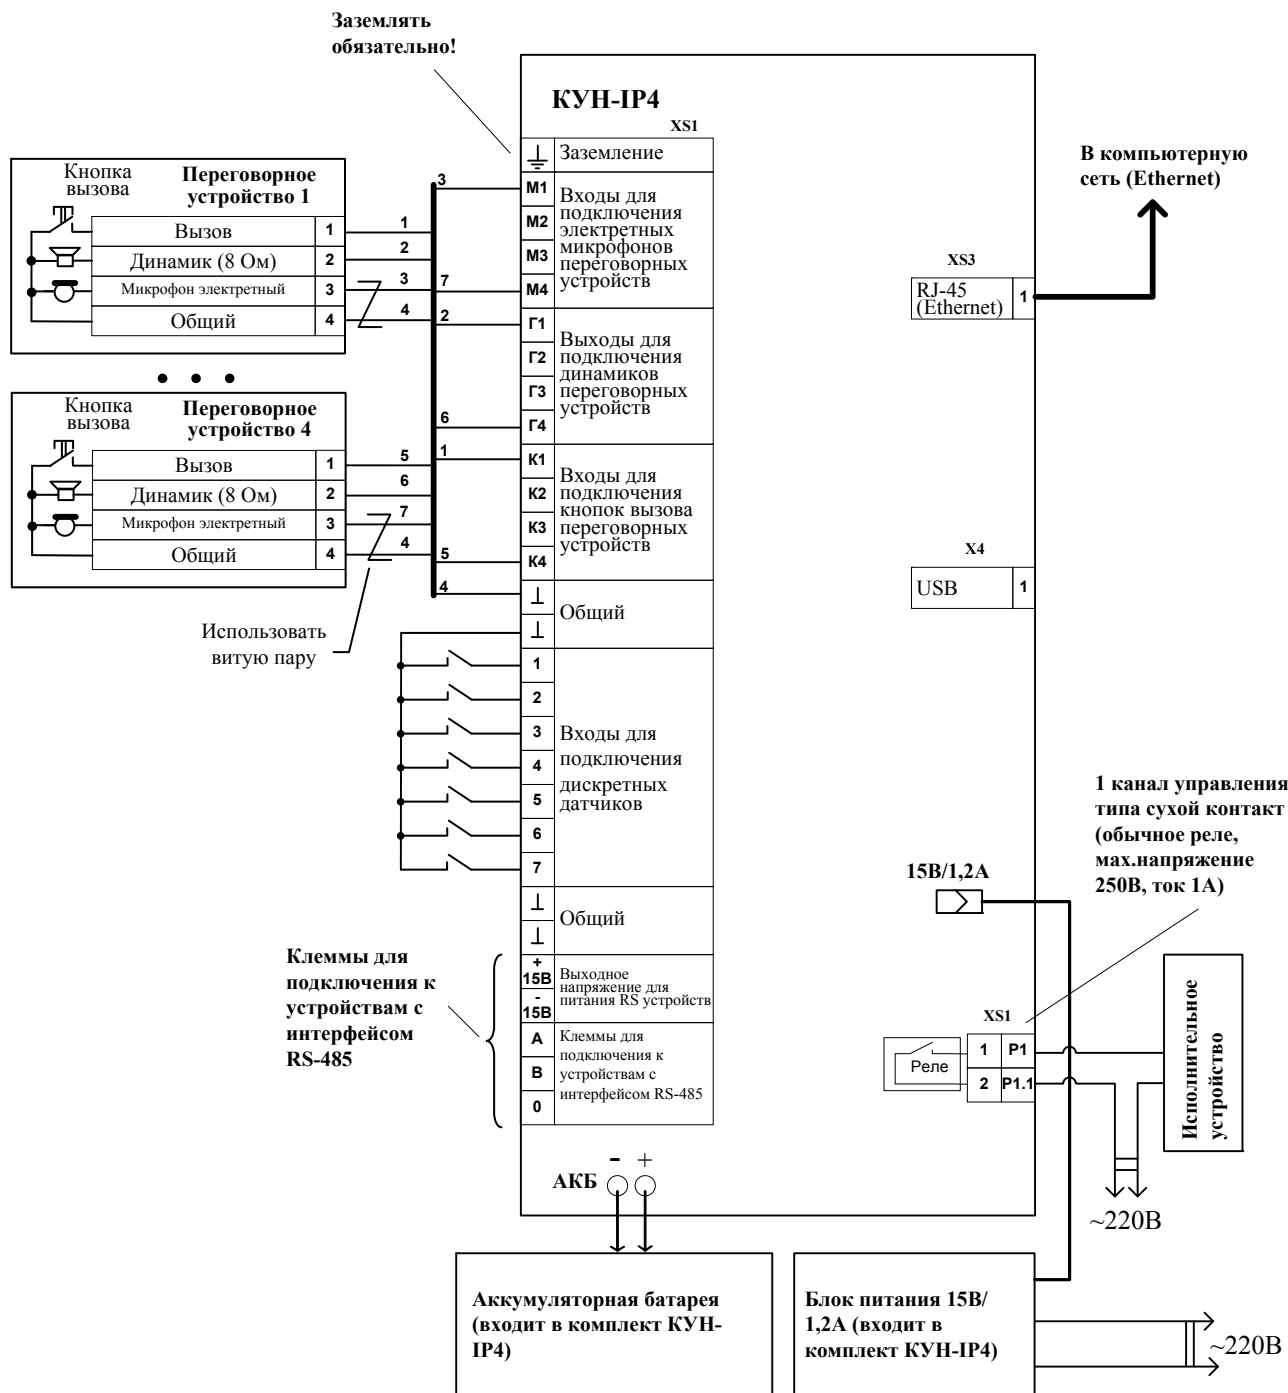 Заземлять
обязательно!
КУН-IP4
XS1
Заземление
М1
М2
М3
М4
Входы для
подключения
электретных
микрофонов
переговорных
устройств
Г1
Г2
Г3
Г4
Выходы для
подключения
динамиков
переговорных
устройств
К1
К2
К3
К4
Входы для
подключения
кнопок вызова
переговорных
устройств
Общий
1
2
3
4
5
6
7
Входы для
подключения
дискретных
датчиков
Общий
+
15В
-
15В
Выходное
напряжение для
питания RS устройств
А
В
0
Клеммы для
подключения к
устройствам с
интерфейсом RS-485
Кнопка
вызова
Переговорное
устройство 1
Вызов 1
Динамик (8 Ом) 2
Микрофон электретный 3
Общий 4
1
2
3
4
• • •
Кнопка
вызова
Переговорное
устройство 4
Вызов 1
Динамик (8 Ом) 2
Микрофон электретный 3
Общий 4
5
6
7
4
3
7
2
6
1
5
4
Использовать
витую пару
Клеммы для
подключения к
устройствам с
интерфейсом
RS-485
В компьютерную
сеть (Ethernet)
XS3
RJ-45
(Ethernet)
1
X4
USB 1
1 канал управления
типа сухой контакт
(обычное реле,
мах.напряжение
250В, ток 1А)
15В/1,2А
XS1
Реле
1 P1
2 P1.1
Исполнительное
устройство
~220В
- +
АКБ
Аккумуляторная батарея
(входит в комплект КУН-
IP4)
Блок питания 15В/
1,2А (входит в
комплект КУН-IP4)
~220В